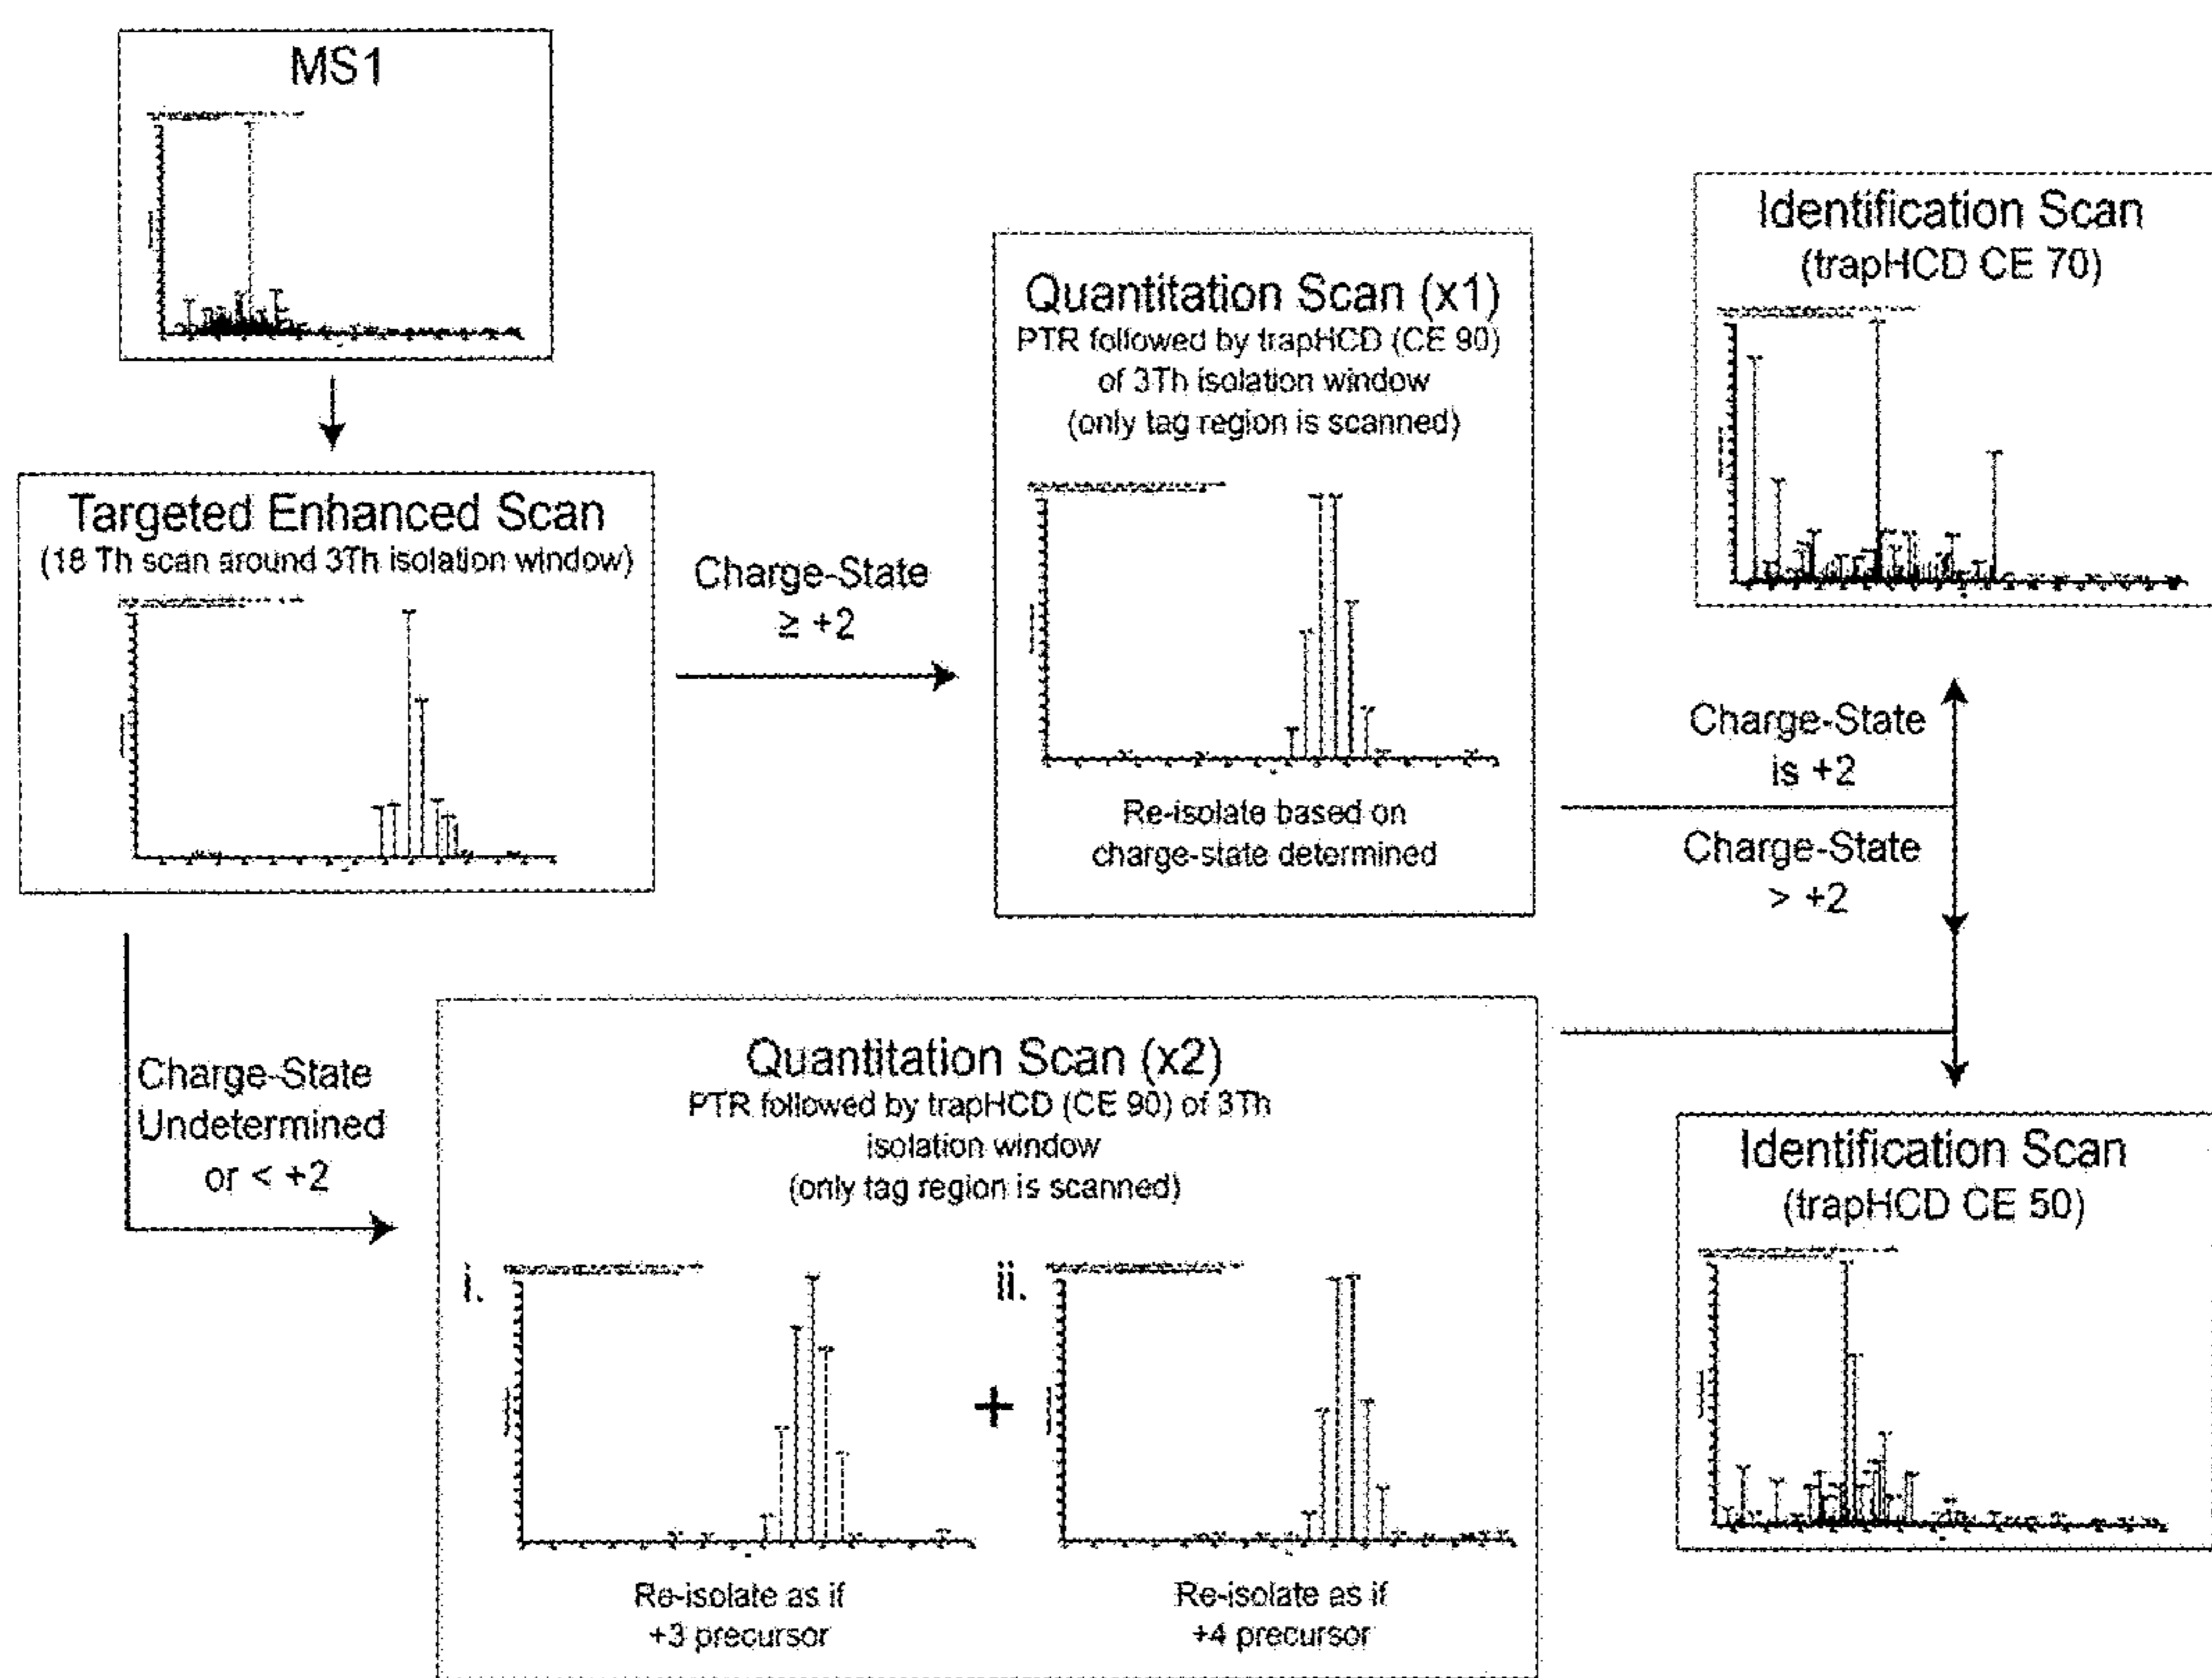 MS1
Targeted Enhanced Scan
(18 Th scan around 3Th isolation window)
Charge-State
≥ +2
Quantitation Scan (x1)
PTR followed by trapHCD (CE 90)
of 3Th isolation window
(only tag region is scanned)
Re-isolate based on
charge-state determined
Identification Scan
(trapHCD CE 70)
Charge-State
is +2
Charge-State
> +2
Charge-State
Undetermined
or < +2
Quantitation Scan (x2)
PTR followed by trapHCD (CE 90) of 3Th
isolation window
(only tag region is scanned)
i.
+
ii.
Re-isolate as if
+3 precursor
Re-isolate as if
+4 precursor
Identification Scan
(trapHCD CE 50)